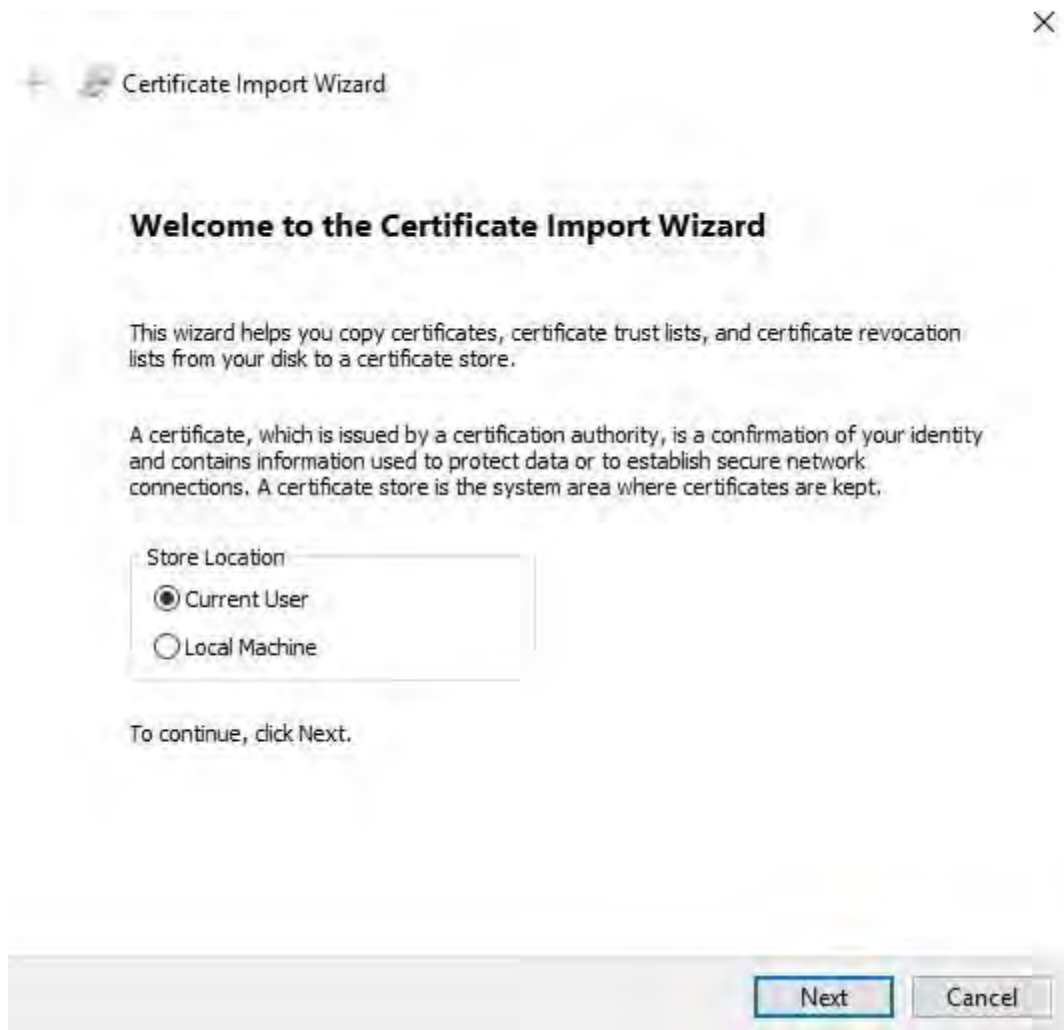 Certificate Import Wizard
Welcome to the Certificate Import Wizard
This wizard helps you copy certificates, certificate trust lists, and certificate revocation
lists from your disk to a certificate store.
A certificate, which is issued by a certification authority, is a confirmation of your identity
and contains information used to protect data or to establish secure network
connections. A certificate store is the system area where certificates are kept.
Store Location
Current User
Local Machine
To continue, click Next.
Next
Cancel